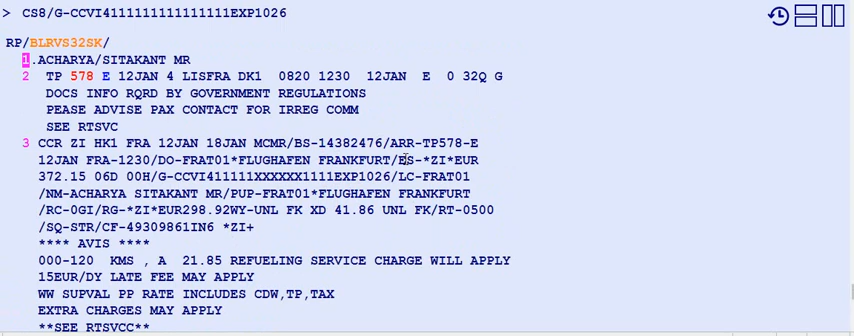 > CS8/G-CCVI4111111111111111EXP1026
RP/BLRVS32SK/
1.ACHARYA/SITAKANT MR
2 TP 578 E 12JAN 4 LISFRA DK1 0820 1230 12JAN E 0 32Q G
DOCS INFO RQRD BY GOVERNMENT REGULATIONS
PEASE ADVISE PAX CONTACT FOR IRREG COMM
SEE RTSVC
3 CCR ZI HK1 FRA 12JAN 18JAN MCMR/BS-14382476/ARR-TP578-E
12JAN FRA-1230/DO-FRAT01*FLUGHAFEN FRANKFURT/ES-*ZI*EUR
372.15 06D 00H/G-CCVI411111XXXXXX1111EXP1026/LC-FRAT01
/NM-ACHARYA SITAKANT MR/PUP-FRAT01*FLUGHAFEN FRANKFURT
/RC-0GI/RG-*ZI*EUR298.92WY-UNL FK XD 41.86 UNL FK/RT-0500
/SQ-STR/CF-49309861IN6 *ZI+
**** AVIS ****
000-120 KMS , A 21.85 REFUELING SERVICE CHARGE WILL APPLY
15EUR/DY LATE FEE MAY APPLY
WW SUPVAL PP RATE INCLUDES CDW,TP,TAX
EXTRA CHARGES MAY APPLY
**SEE RTSVCC**